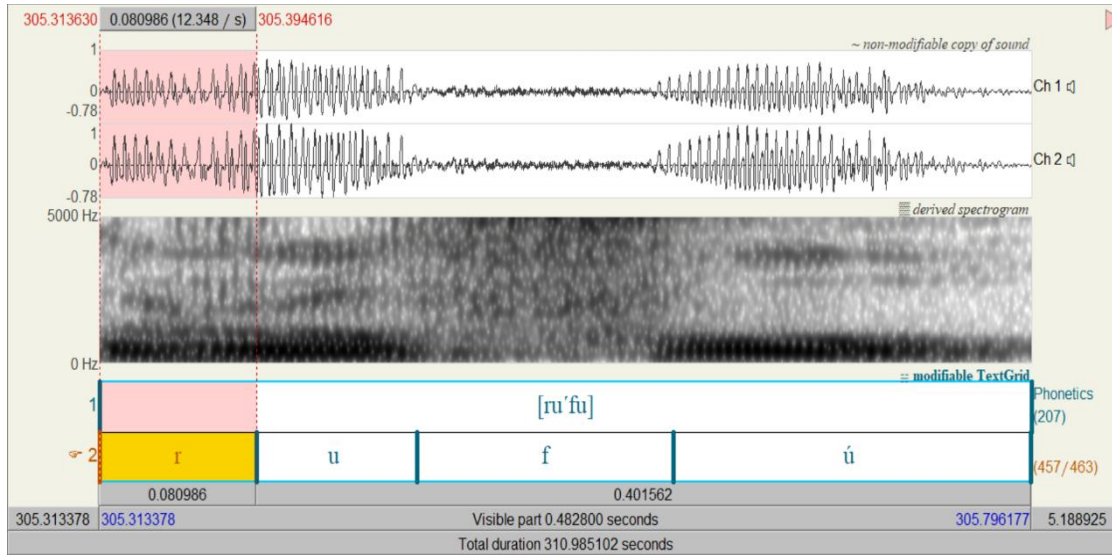 305.313630 0.080986 (12.348 / s) 305.394616
~ non-modifiable copy of sound
1
0
-0.78
Ch 1
1
0
-0.78
Ch 2
5000 Hz
derived spectrogram
0 Hz
modifiable TextGrid
1 [ruˈfu] Phonetics
(207)
2 r u f ú (457/463)
0.080986 0.401562
305.313378 305.313378 Visible part 0.482800 seconds 305.796177 5.188925
Total duration 310.985102 seconds